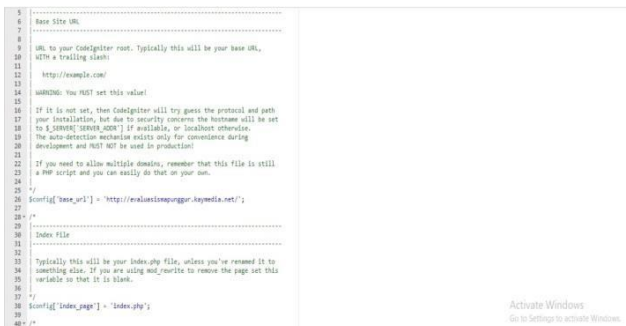 5 |--------------------------------------------------------------------------
6 | Base Site URL
7 |--------------------------------------------------------------------------
8 |
9 | URL to your CodeIgniter root. Typically this will be your base URL,
10 | WITH a trailing slash:
11 |
12 | http://example.com/
13 |
14 | WARNING: You MUST set this value!
15 |
16 | If it is not set, then CodeIgniter will try guess the protocol and path
17 | your installation, but due to security concerns the hostname will be set
18 | to $_SERVER['SERVER_ADDR'] if available, or localhost otherwise.
19 | The auto-detection mechanism exists only for convenience during
20 | development and MUST NOT be used in production!
21 |
22 | If you need to allow multiple domains, remember that this file is still
23 | a PHP script and you can easily do that on your own.
24 |
25 */
26 $config['base_url'] = 'http://evaluasismapunggur.kaymedia.net/';
27
28 /*
29 |--------------------------------------------------------------------------
30 | Index File
31 |--------------------------------------------------------------------------
32 |
33 | Typically this will be your index.php file, unless you've renamed it to
34 | something else. If you are using mod_rewrite to remove the page set this
35 | variable so that it is blank.
36 |
37 */
38 $config['index_page'] = 'index.php';
39
40 /*
Activate Windows
Go to Settings to activate Windows.